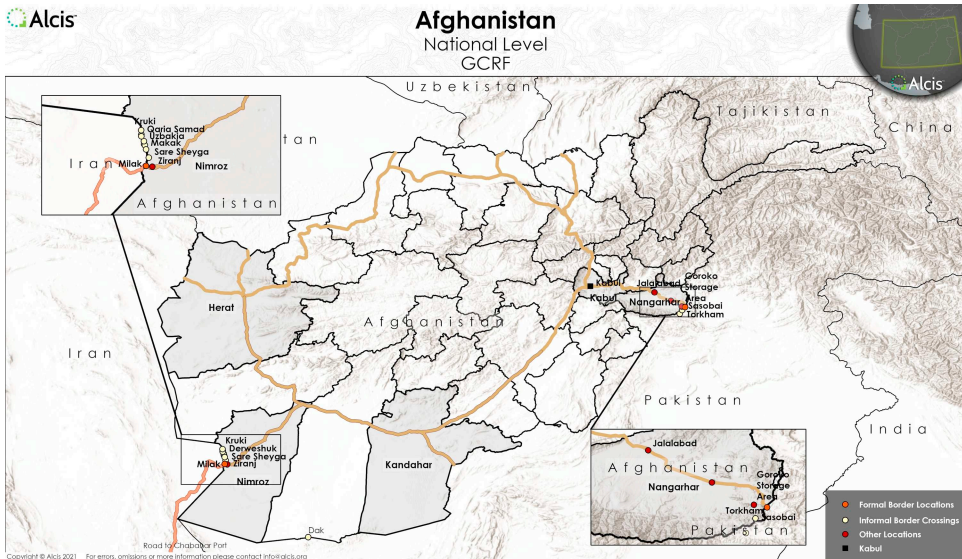 Alcis
Afghanistan
National Level
GCRF
Alcis
Uzbekistan
Tajikistan
China
tan
Kruki
Qaria Samad
Uzbakja
Makak
Sare Sheyga
Ziranj
Iran
Milak
Nimroz
Afghanistan
Herat
Kabul
Kabul
Jalalabad
Goroko
Storage
Area
Nangarhar
Sasobai
Torkham
Afghanistan
Iran
Pakistan
India
Kruki
Derweshuk
Sare Sheyga
Milak
Ziranj
Nimroz
Kandahar
Dak
Road to Chabahar Port
Jalalabad
Afghanistan
Nangarhar
Goroko
Storage
Area
Torkham
Sasobai
Pakistan
Formal Border Locations
Informal Border Crossings
Other Locations
Kabul
Copyright © Alcis 2021 For errors, omissions or more information please contact info@alcis.org